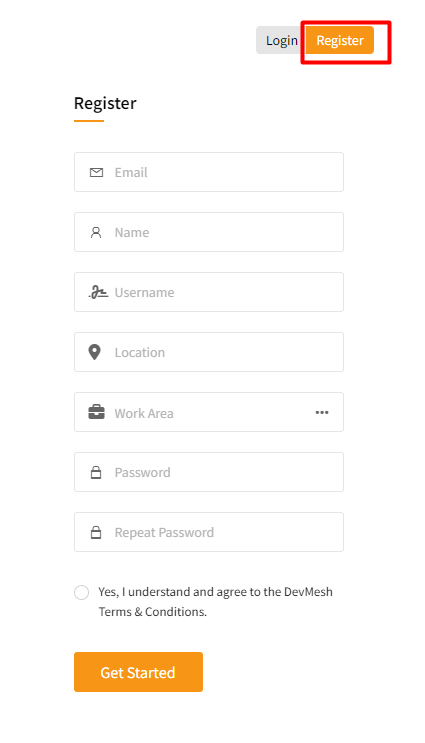 Login Register
Register
Email
Name
Username
Location
Work Area
Password
Repeat Password
Yes, I understand and agree to the DevMesh
Terms & Conditions.
Get Started